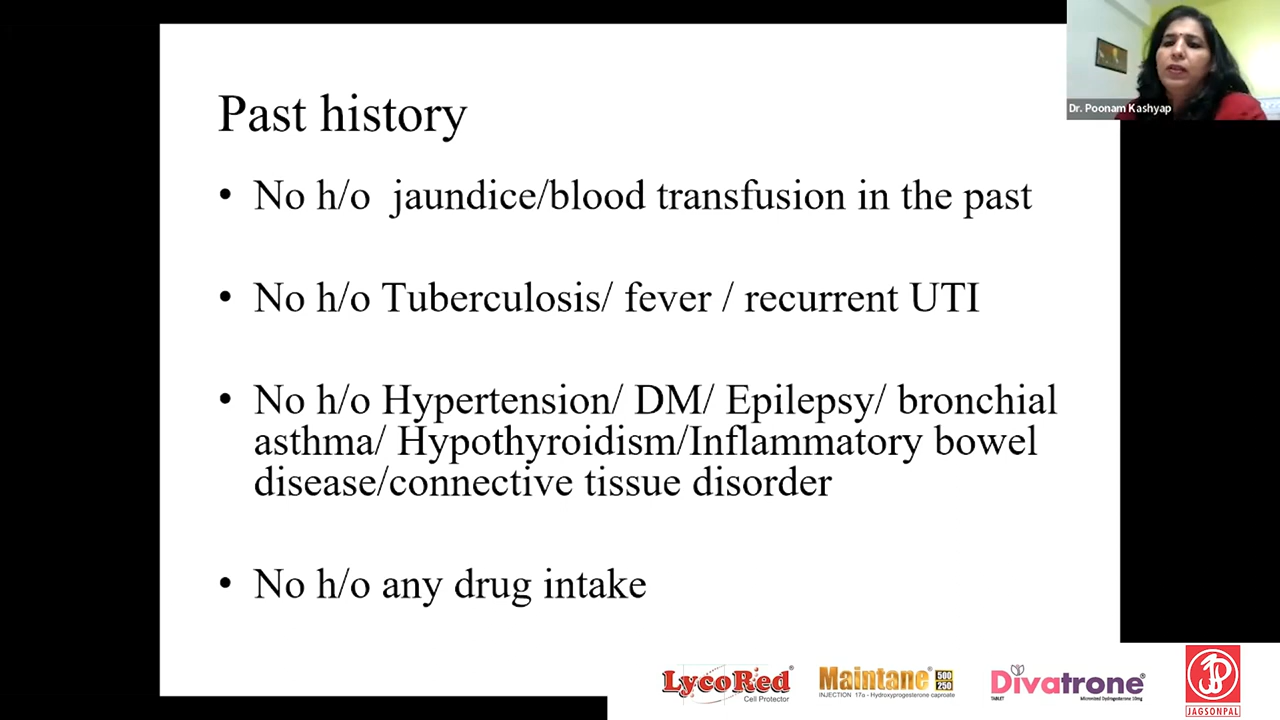 Dr. Poonam Kashyap
Past history
• No h/o jaundice/blood transfusion in the past
• No h/o Tuberculosis/ fever / recurrent UTI
• No h/o Hypertension/ DM/ Epilepsy/ bronchial
asthma/ Hypothyroidism/Inflammatory bowel
disease/connective tissue disorder
• No h/o any drug intake
LycoRed®
Cell Protector
Maintane® 500 250
INJECTION 17α - Hydroxyprogesterone caproate
Divatrone®
TABLET Micronized Dydrogesterone 10mg
JAGSONPAL